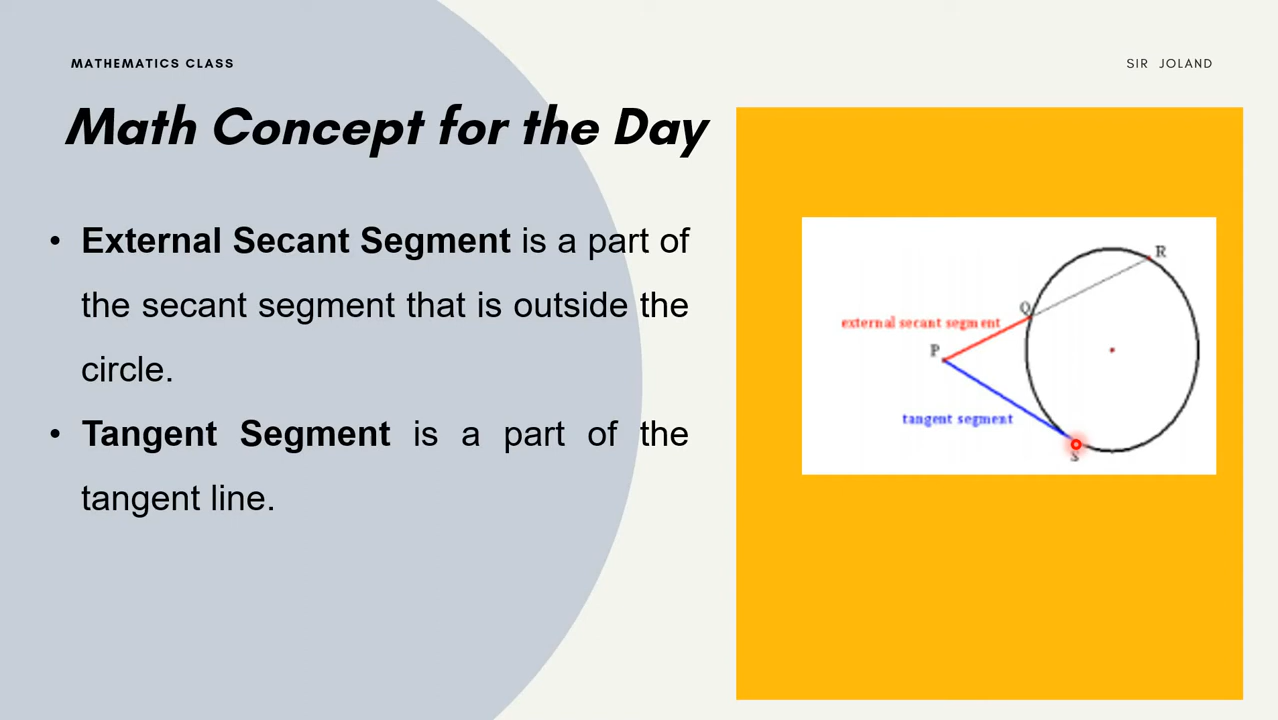 MATHEMATICS CLASS
SIR JOLAND
Math Concept for the Day
• External Secant Segment is a part of
the secant segment that is outside the
circle.
• Tangent Segment is a part of the
tangent line.
R
Q
external secant segment
P
tangent segment
S